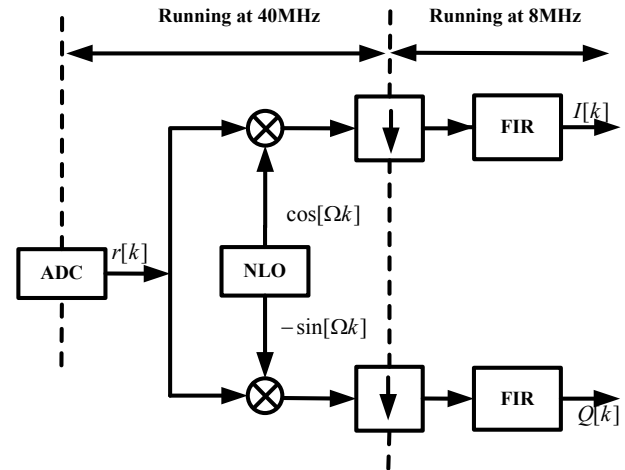 Running at 40MHz
Running at 8MHz
FIR
I[k]
cos[Ωk]
r[k]
ADC
NLO
−sin[Ωk]
FIR
Q[k]